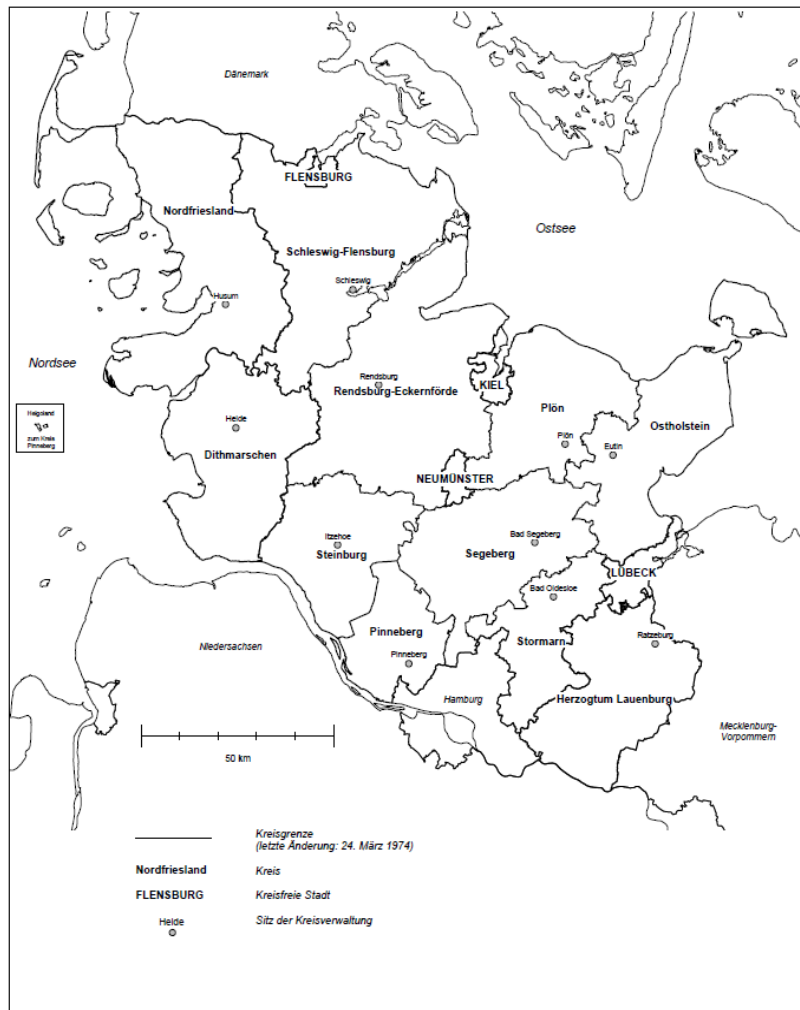 Dänemark
FLENSBURG
Nordfriesland
Ostsee
Schleswig-Flensburg
Schleswig
Husum
Nordsee
Rendsburg
KIEL
Rendsburg-Eckernförde
Plön
Helgoland
zum Kreis
Pinneberg
Heide
Ostholstein
Plön
Eutin
Dithmarschen
NEUMÜNSTER
Itzehoe
Bad Segeberg
Steinburg
Segeberg
LÜBECK
Bad Oldesloe
Pinneberg
Stormarn
Ratzeburg
Niedersachsen
Pinneberg
Hamburg
Herzogtum Lauenburg
Mecklenburg-
Vorpommern
50 km
Kreisgrenze
(letzte Änderung: 24. März 1974)
Nordfriesland Kreis
FLENSBURG Kreisfreie Stadt
Heide Sitz der Kreisverwaltung